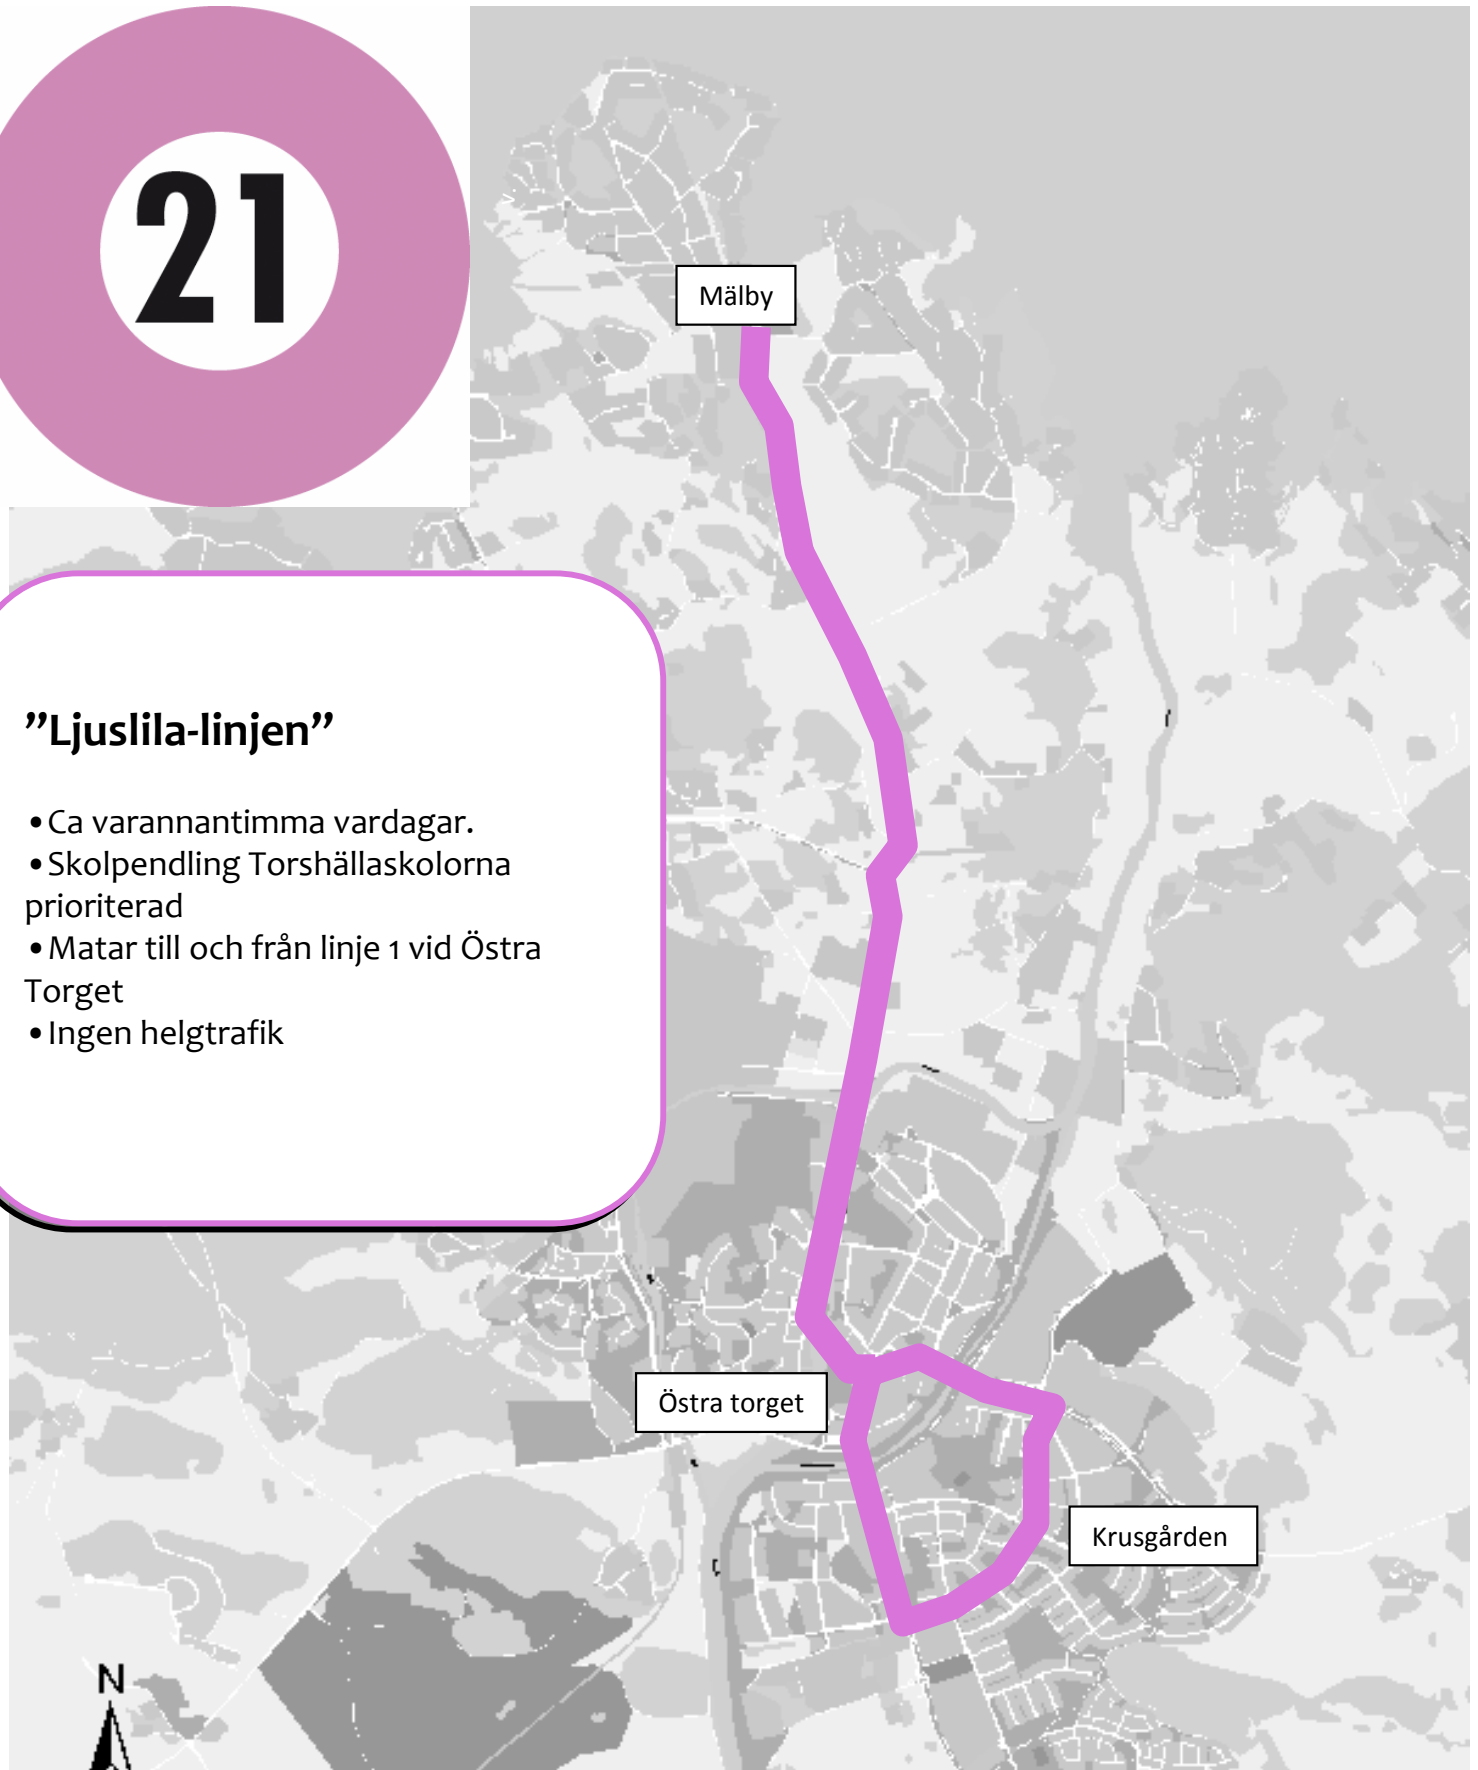 21
Mälby
”Ljuslila-linjen”
•Ca varannantimma vardagar.
•Skolpendling Torshällaskolorna
prioriterad
•Matar till och från linje 1 vid Östra
Torget
•Ingen helgtrafik
Östra torget
Krusgården
N